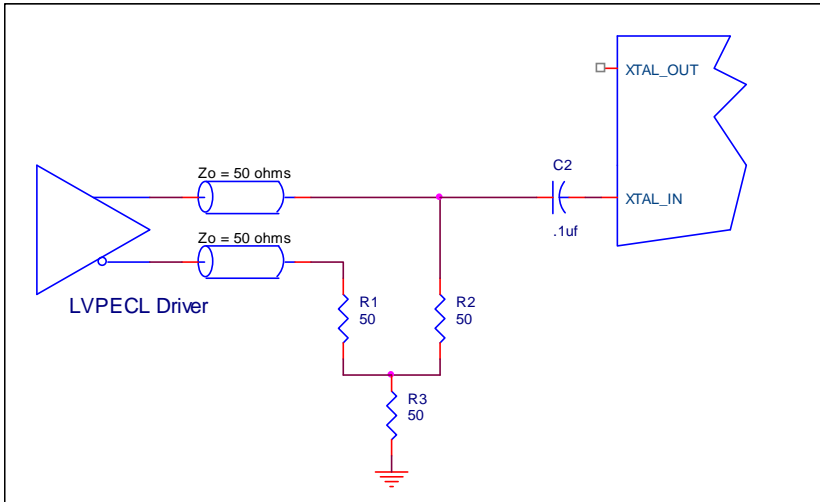 XTAL_OUT
Zo = 50 ohms
C2
XTAL_IN
.1uf
Zo = 50 ohms
LVPECL Driver
R1
50
R2
50
R3
50